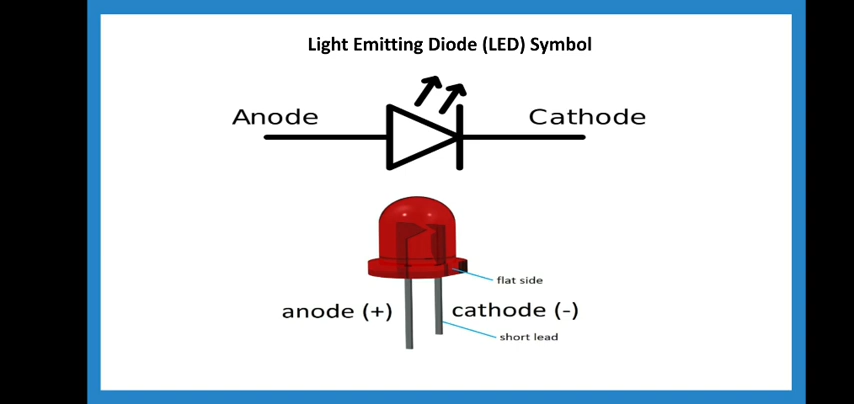 Light Emitting Diode (LED) Symbol
Anode Cathode
flat side
anode (+) cathode (-)
short lead